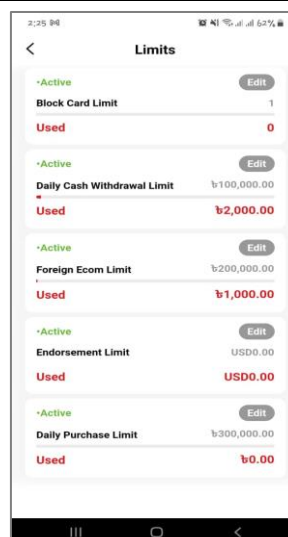 2:25
62%
Limits
•Active Edit
Block Card Limit 1
Used 0
•Active Edit
Daily Cash Withdrawal Limit ৳100,000.00
Used ৳2,000.00
•Active Edit
Foreign Ecom Limit ৳200,000.00
Used ৳1,000.00
•Active Edit
Endorsement Limit USD0.00
Used USD0.00
•Active Edit
Daily Purchase Limit ৳300,000.00
Used ৳0.00